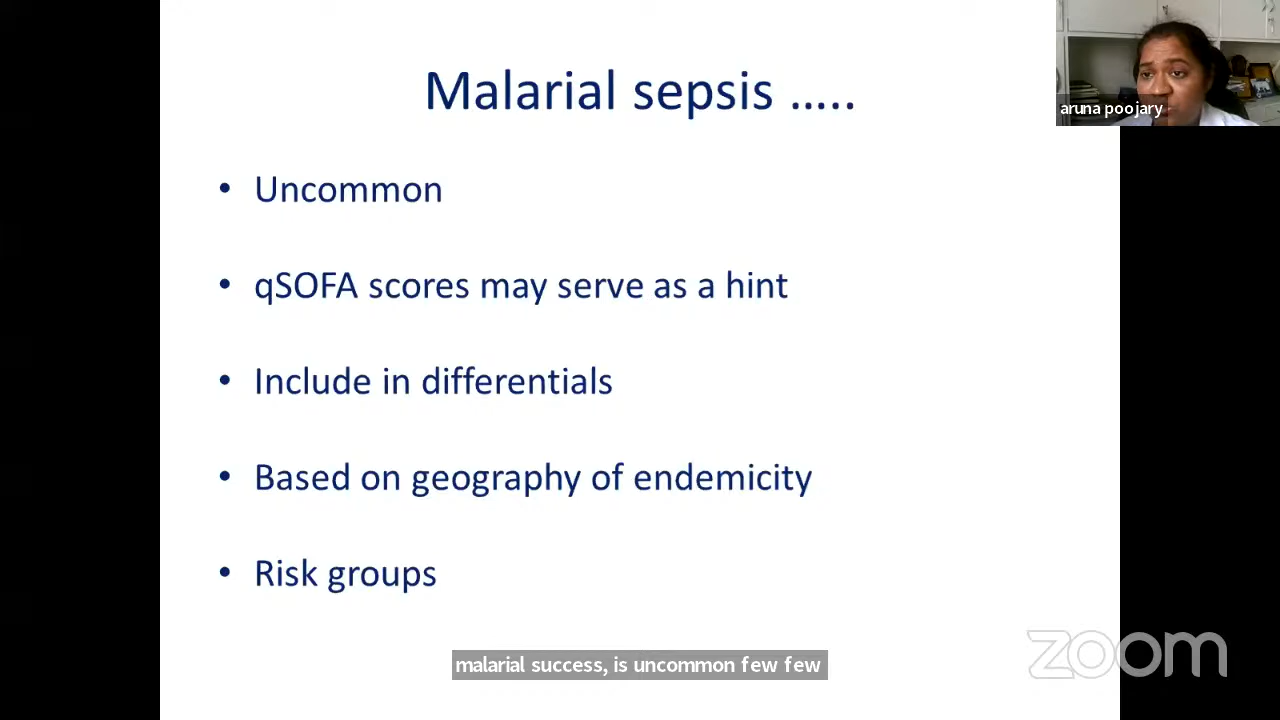 Malarial sepsis .....
aruna poojary
• Uncommon
• qSOFA scores may serve as a hint
• Include in differentials
• Based on geography of endemicity
• Risk groups
malarial success, is uncommon few few
zoom